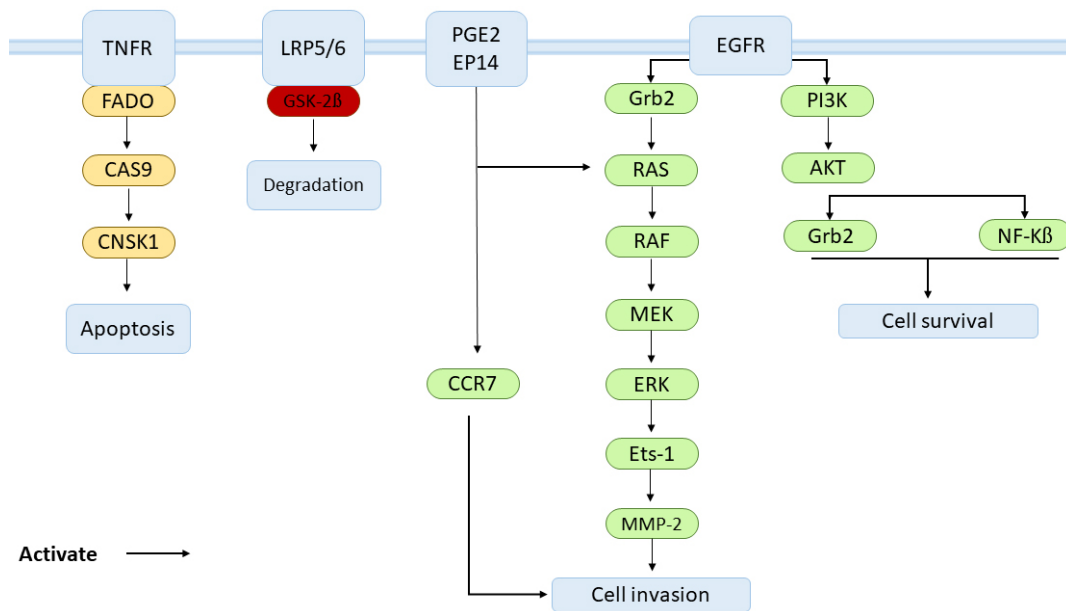 TNFR
FADO
CAS9
CNSK1
Apoptosis
LRP5/6
GSK-2ß
Degradation
PGE2
EP14
CCR7
EGFR
Grb2
RAS
RAF
MEK
ERK
Ets-1
MMP-2
Cell invasion
PI3K
AKT
Grb2
NF-Kß
Cell survival
Activate